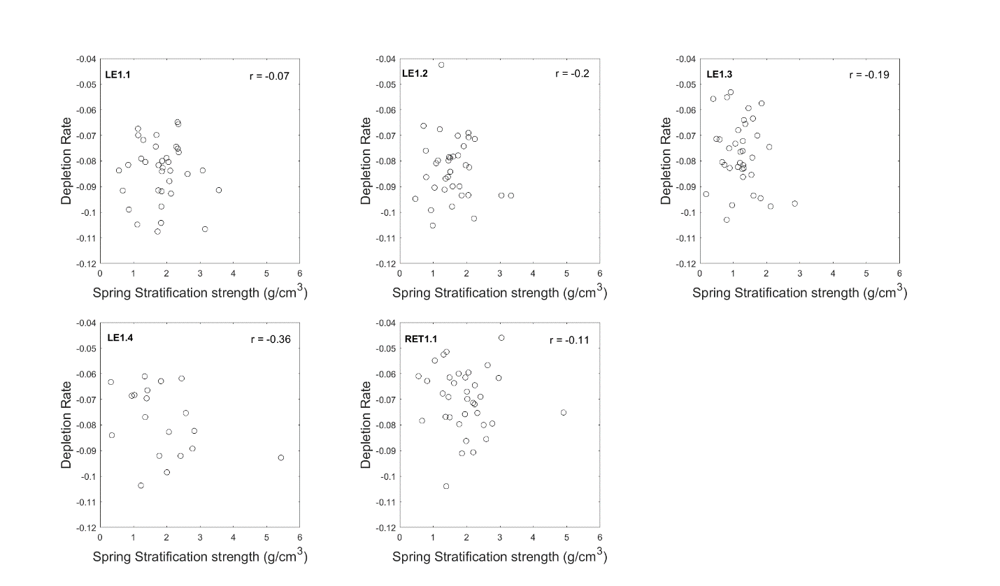 LE1.1
r = -0.07
-0.04
-0.05
-0.06
-0.07
-0.08
-0.09
-0.1
-0.11
-0.12
Depletion Rate
0 1 2 3 4 5 6
Spring Stratification strength (g/cm³)
LE1.2
r = -0.2
-0.04
-0.05
-0.06
-0.07
-0.08
-0.09
-0.1
-0.11
-0.12
Depletion Rate
0 1 2 3 4 5 6
Spring Stratification strength (g/cm³)
LE1.3
r = -0.19
-0.04
-0.05
-0.06
-0.07
-0.08
-0.09
-0.1
-0.11
-0.12
Depletion Rate
0 1 2 3 4 5 6
Spring Stratification strength (g/cm³)
LE1.4
r = -0.36
-0.04
-0.05
-0.06
-0.07
-0.08
-0.09
-0.1
-0.11
-0.12
Depletion Rate
0 1 2 3 4 5 6
Spring Stratification strength (g/cm³)
RET1.1
r = -0.11
-0.04
-0.05
-0.06
-0.07
-0.08
-0.09
-0.1
-0.11
-0.12
Depletion Rate
0 1 2 3 4 5 6
Spring Stratification strength (g/cm³)